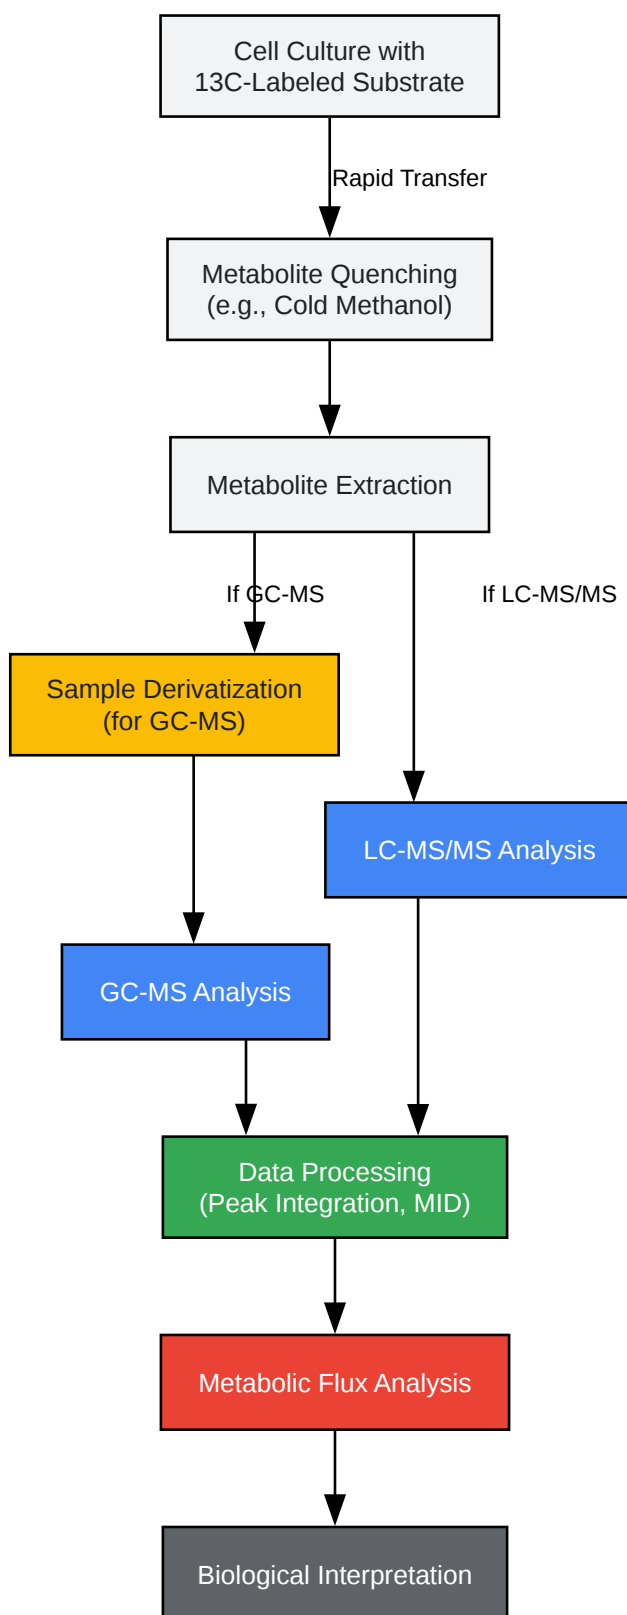 Cell Culture with
13C-Labeled Substrate
Rapid Transfer
Metabolite Quenching
(e.g., Cold Methanol)
Metabolite Extraction
If GC-MS
If LC-MS/MS
Sample Derivatization
(for GC-MS)
LC-MS/MS Analysis
GC-MS Analysis
Data Processing
(Peak Integration, MID)
Metabolic Flux Analysis
Biological Interpretation